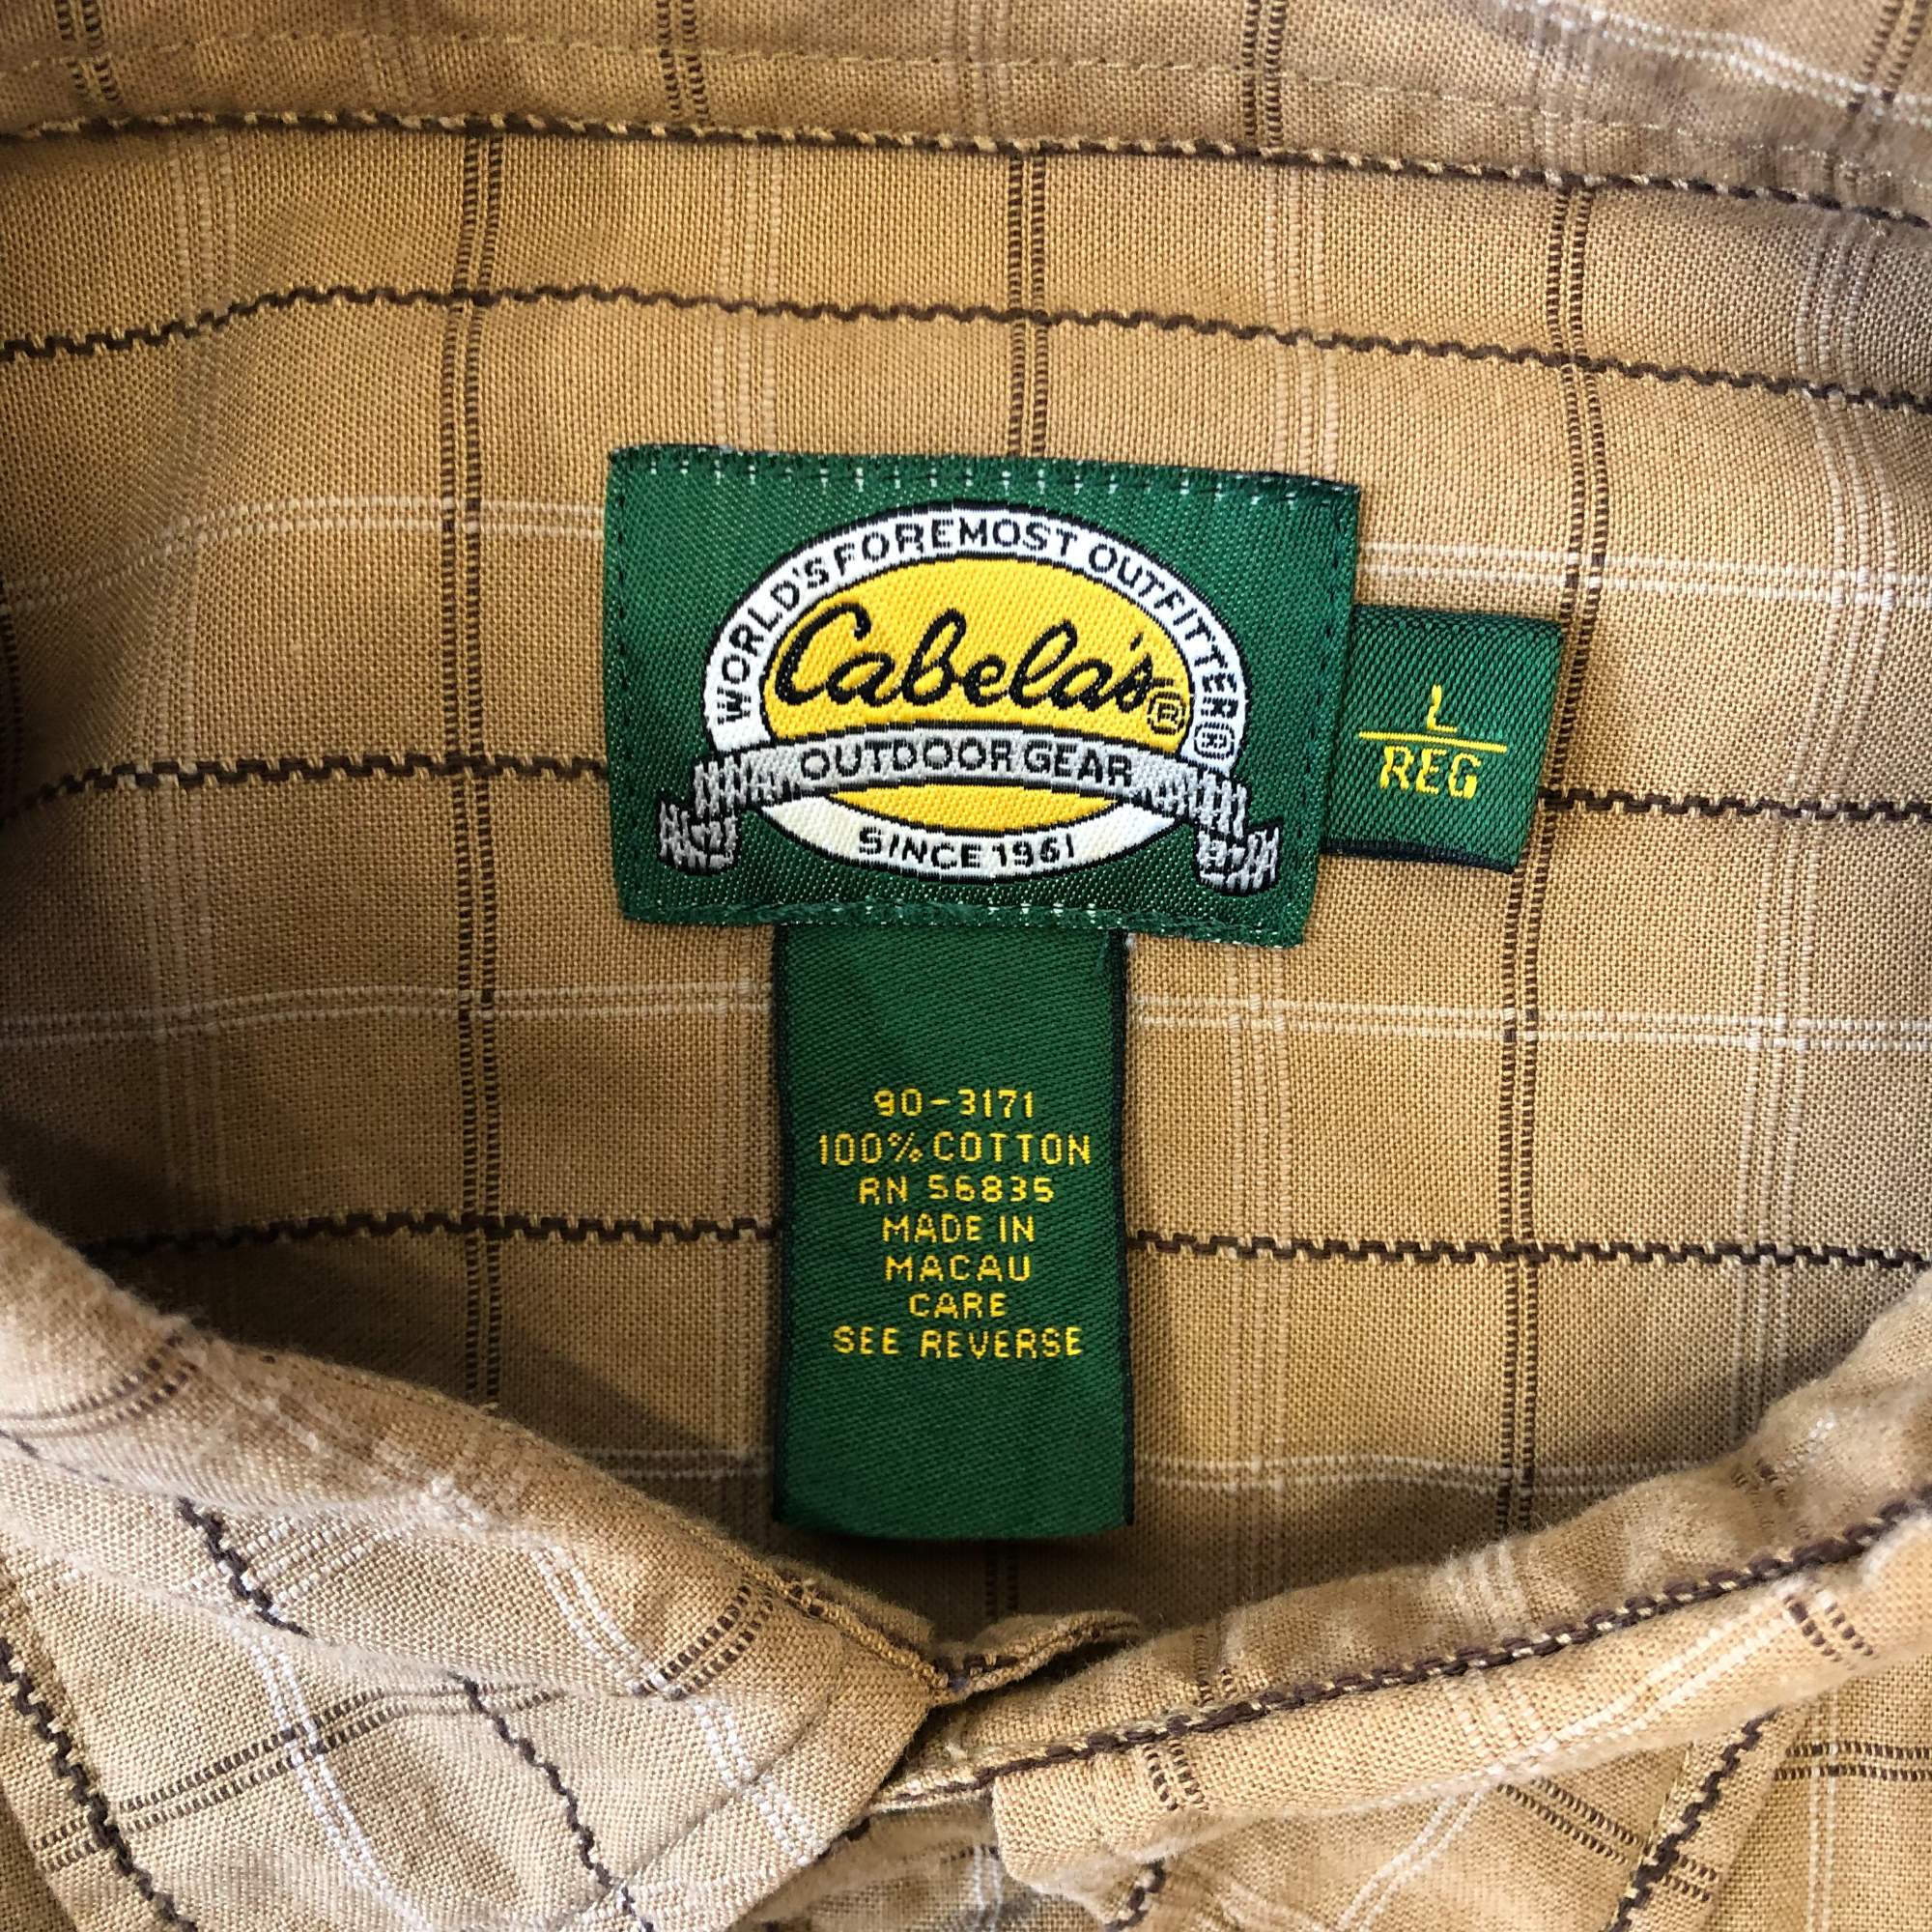 WORLD'S FOREMOST OUTFITTER®
Cabela's®
OUTDOOR GEAR
SINCE 1961
L
REG
90-3171
100% COTTON
RN 56835
MADE IN
MACAU
CARE
SEE REVERSE